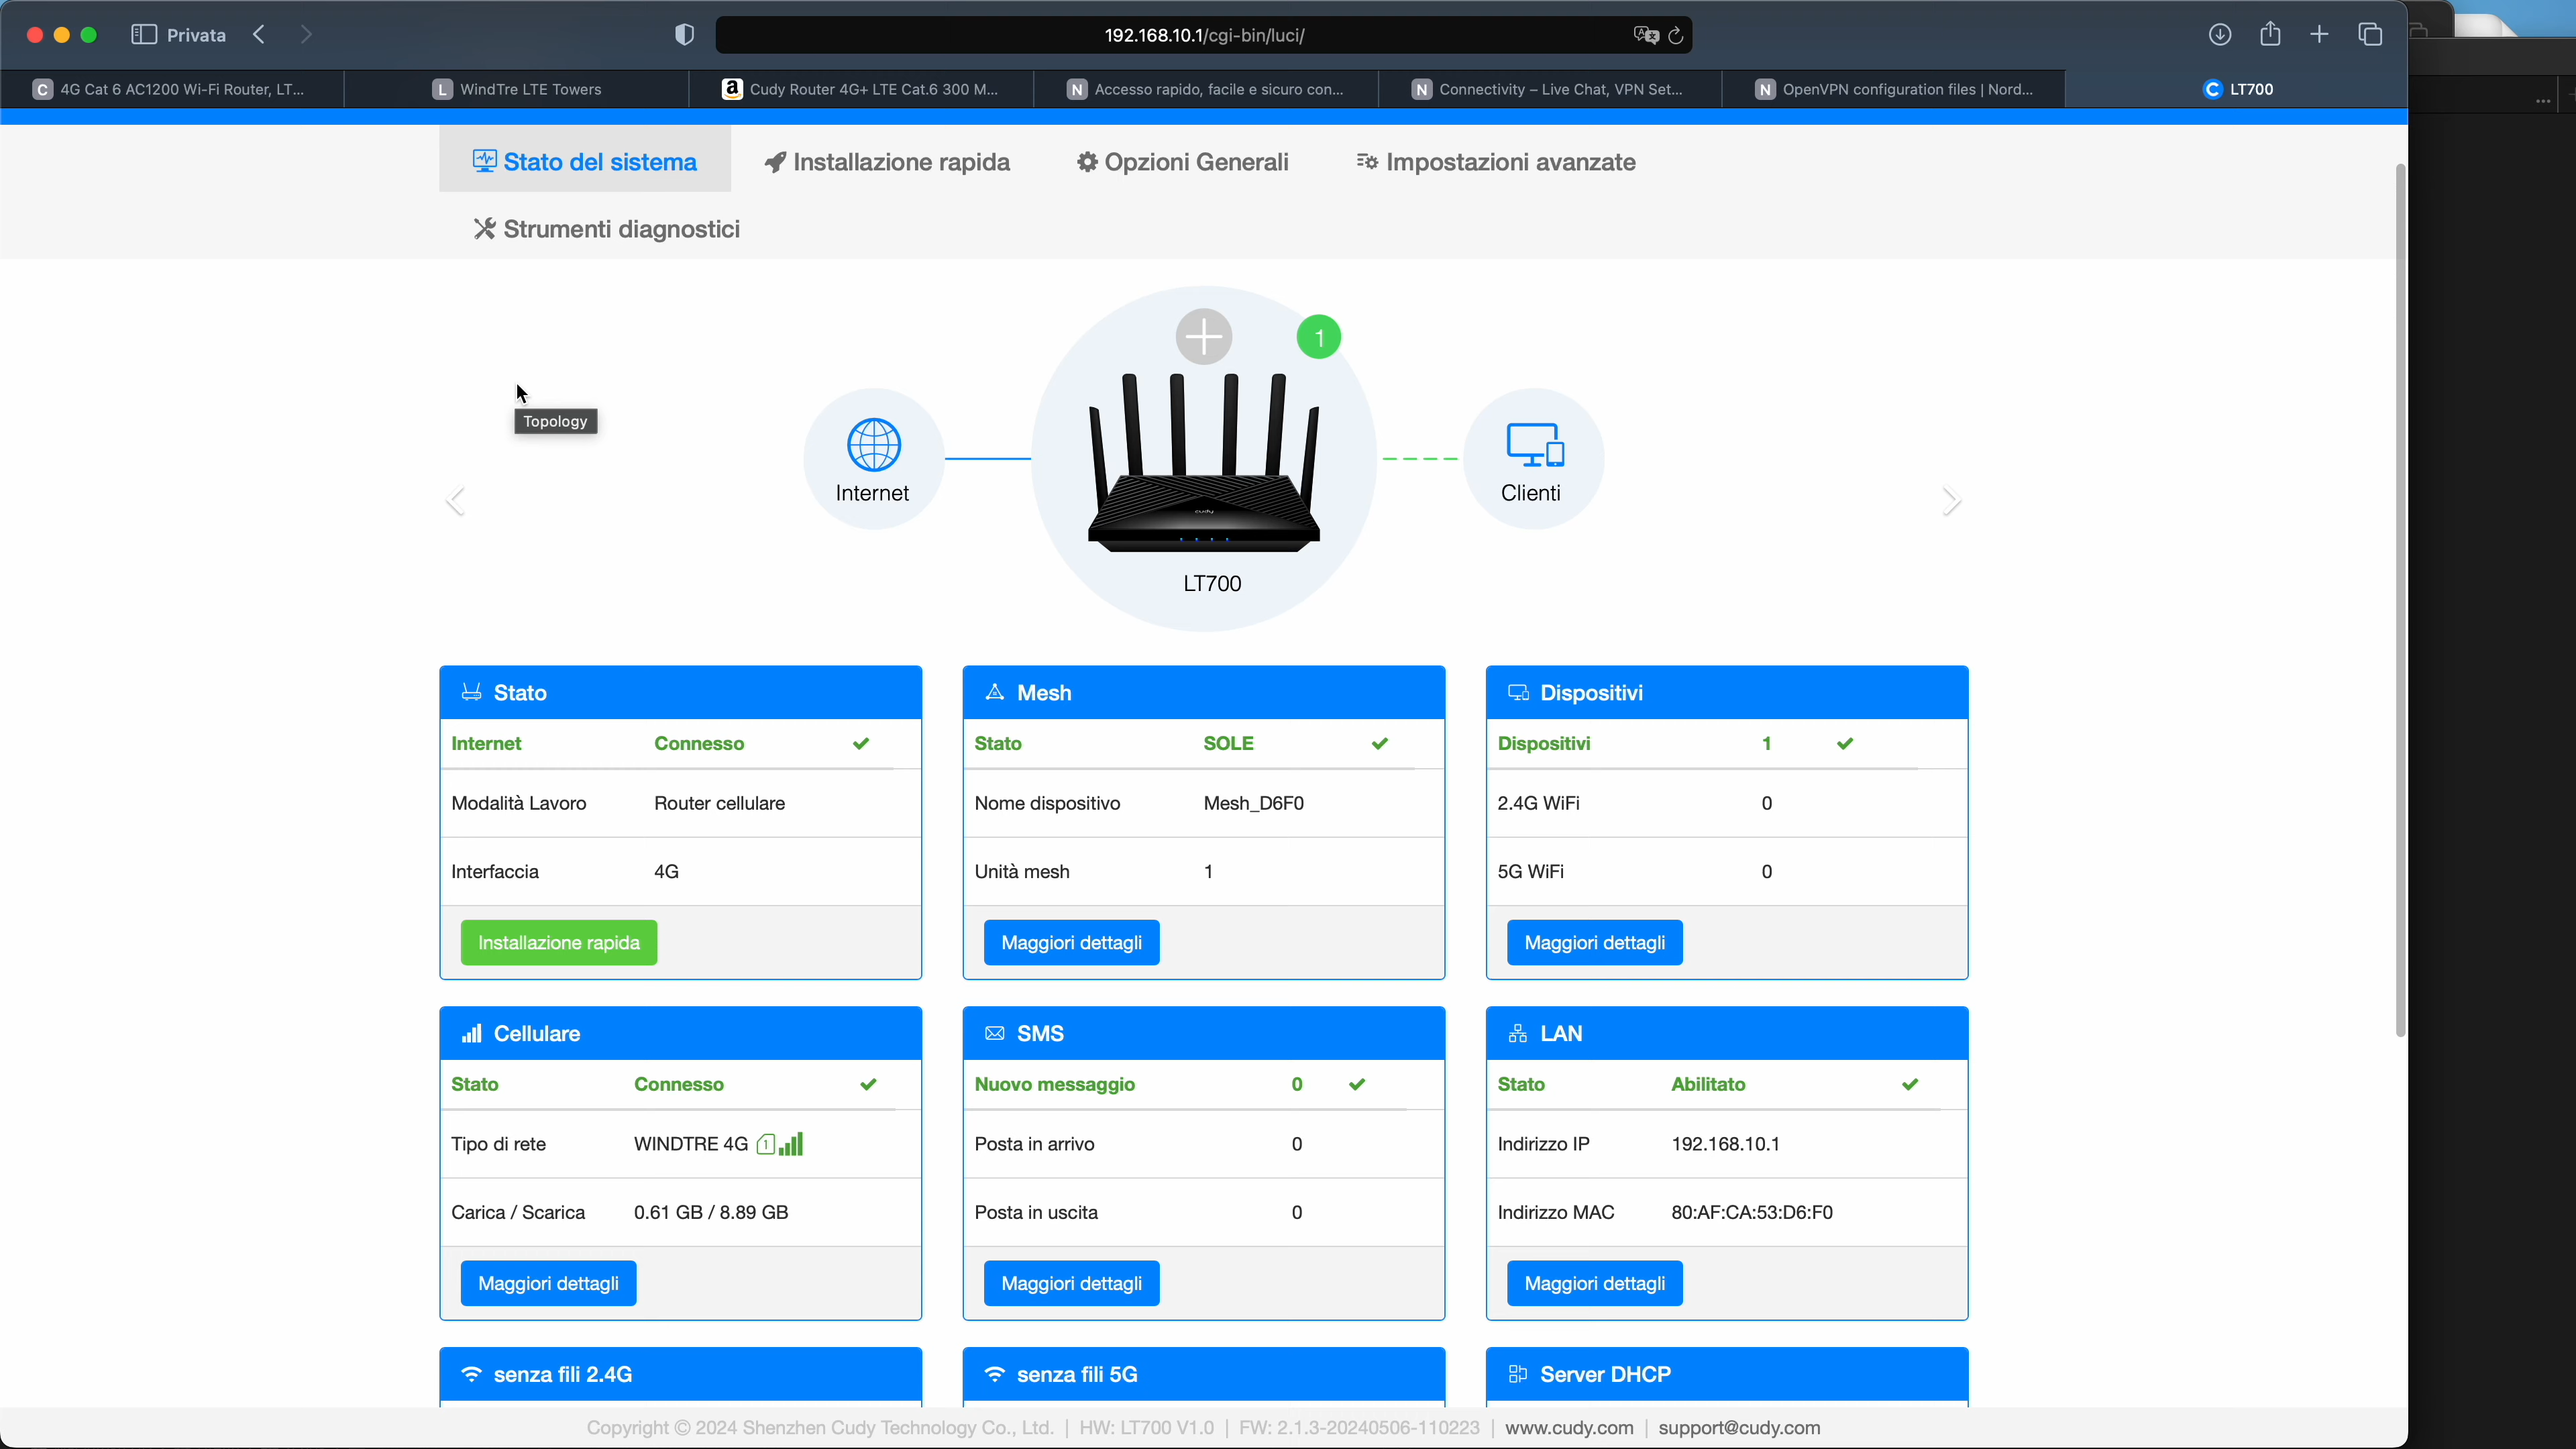 Privata
192.168.10.1/cgi-bin/luci/
C 4G Cat 6 AC1200 Wi-Fi Router, LT...
L WindTre LTE Towers
a Cudy Router 4G+ LTE Cat.6 300 M...
N Accesso rapido, facile e sicuro con...
N Connectivity – Live Chat, VPN Set...
N OpenVPN configuration files | Nord...
C LT700
Stato del sistema
Installazione rapida
Opzioni Generali
Impostazioni avanzate
Strumenti diagnostici
1
Topology
Internet
cudy
Clienti
LT700
Stato
Internet Connesso
Modalità Lavoro Router cellulare
Interfaccia 4G
Installazione rapida
Mesh
Stato SOLE
Nome dispositivo Mesh_D6F0
Unità mesh 1
Maggiori dettagli
Dispositivi
Dispositivi 1
2.4G WiFi 0
5G WiFi 0
Maggiori dettagli
Cellulare
Stato Connesso
Tipo di rete WINDTRE 4G 1
Carica / Scarica 0.61 GB / 8.89 GB
Maggiori dettagli
SMS
Nuovo messaggio 0
Posta in arrivo 0
Posta in uscita 0
Maggiori dettagli
LAN
Stato Abilitato
Indirizzo IP 192.168.10.1
Indirizzo MAC 80:AF:CA:53:D6:F0
Maggiori dettagli
senza fili 2.4G
senza fili 5G
Server DHCP
Copyright © 2024 Shenzhen Cudy Technology Co., Ltd. | HW: LT700 V1.0 | FW: 2.1.3-20240506-110223 | www.cudy.com | support@cudy.com